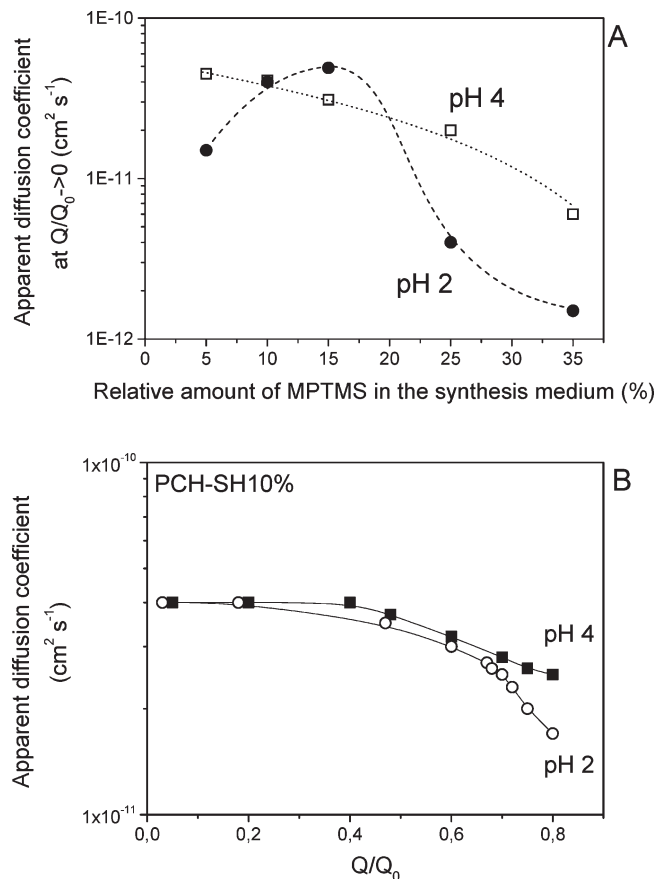 A
Apparent diffusion coefficient
at Q/Q₀->0 (cm² s⁻¹)
1E-10
1E-11
1E-12
pH 4
pH 2
0 5 10 15 20 25 30 35
Relative amount of MPTMS in the synthesis medium (%)
B
PCH-SH10%
Apparent diffusion coefficient
(cm² s⁻¹)
1x10⁻¹⁰
1x10⁻¹¹
pH 4
pH 2
0,0 0,2 0,4 0,6 0,8
Q/Q₀